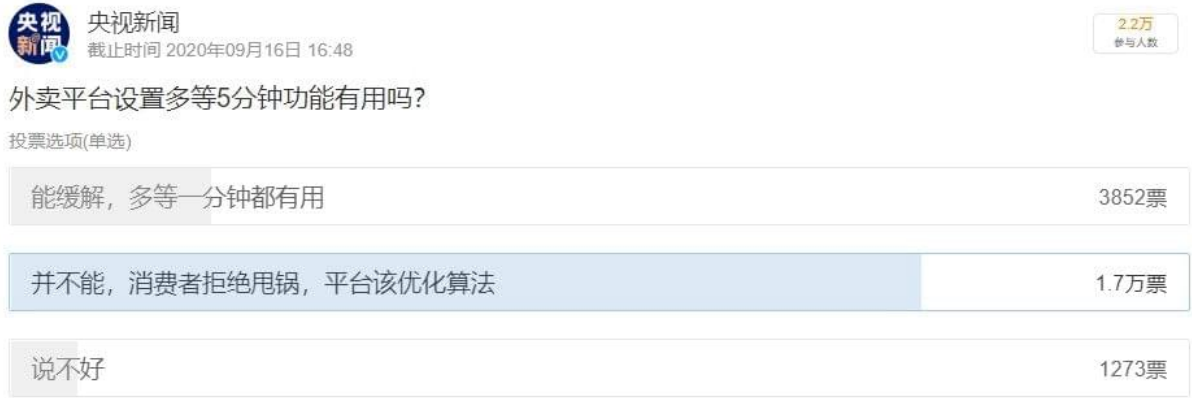 央视新闻
央视新闻
截止时间 2020年09月16日 16:48
2.2万
参与人数
外卖平台设置多等5分钟功能有用吗?
投票选项(单选)
能缓解，多等一分钟都有用 3852票
并不能，消费者拒绝甩锅，平台该优化算法 1.7万票
说不好 1273票